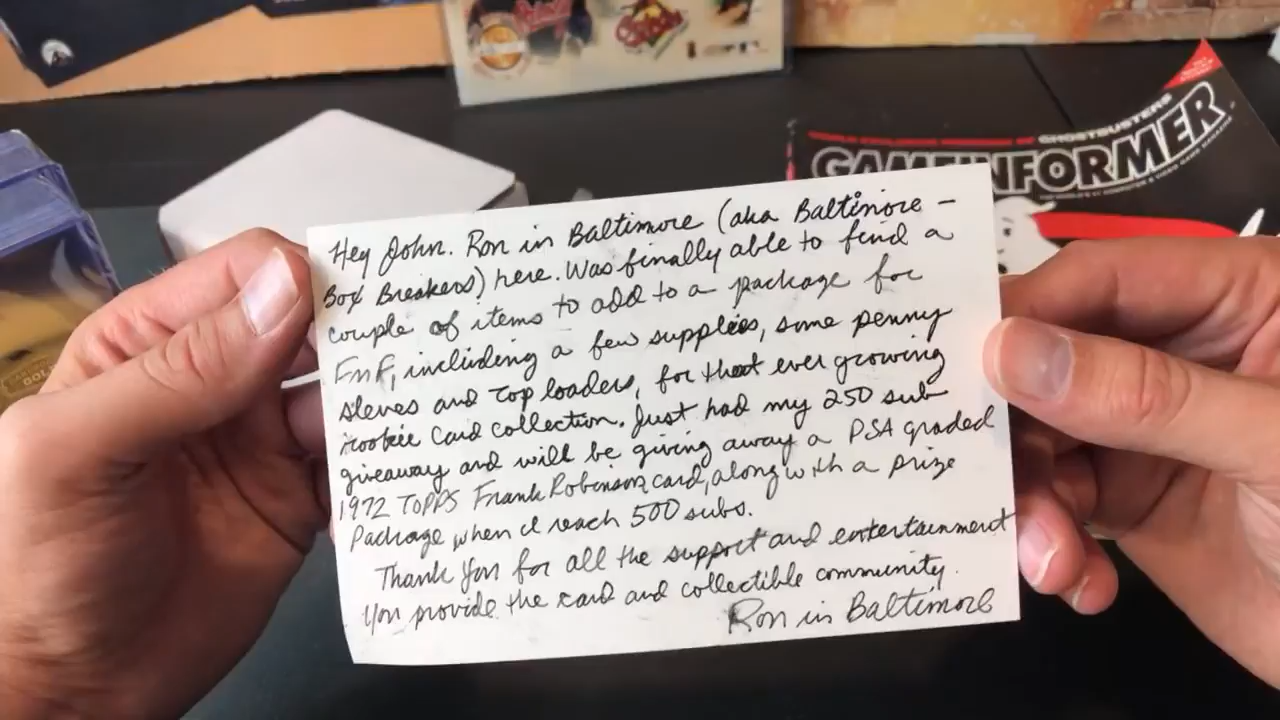 GAMEINFORMER
Hey John. Ron in Baltimore (aka Baltimore -
Box Breakers) here. Was finally able to find a
couple of items to add to a package for
FNF, including a few supplies, some penny
sleves and Top loaders, for that ever growing
rookie Card collection. Just had my 250 sub
giveaway and will be giving away a PSA graded
1972 TOPPS Frank Robinson card, along with a prize
Package when I reach 500 subs.
Thank You for all the support and entertainment
you provide the card and collectible community.
Ron in Baltimore